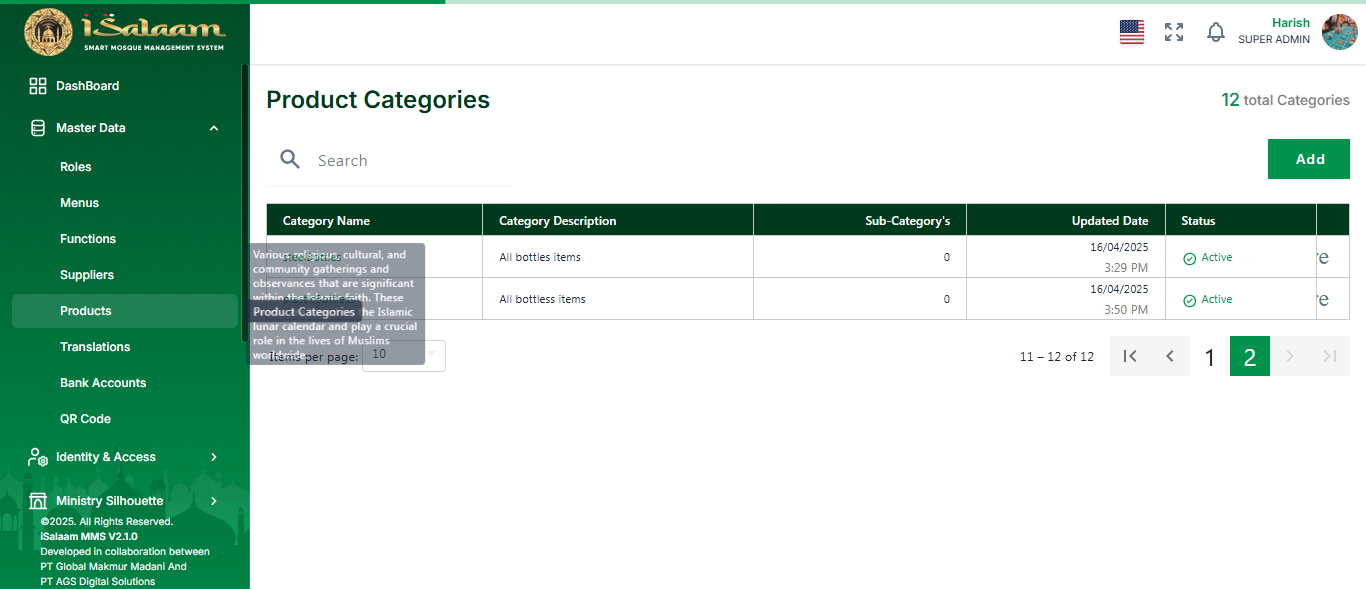 iSalaam
SMART MOSQUE MANAGEMENT SYSTEM
DashBoard
Master Data
Roles
Menus
Functions
Suppliers
Products
Translations
Bank Accounts
QR Code
Identity & Access
Ministry Silhouette
©2025. All Rights Reserved.
iSalaam MMS V2.1.0
Developed in collaboration between
PT Global Makmur Madani And
PT AGS Digital Solutions
Harish
SUPER ADMIN
Product Categories
12 total Categories
Search
Add
Category Name Category Description Sub-Category's Updated Date Status
All bottles items 0 16/04/2025 3:29 PM Active re
All bottless items 0 16/04/2025 3:50 PM Active re
Various religious, cultural, and
community gatherings and
observances that are significant
within the Islamic faith. These
Product Categories the Islamic
lunar calendar and play a crucial
role in the lives of Muslims
worldwide
Items per page: 10
11 – 12 of 12 1 2